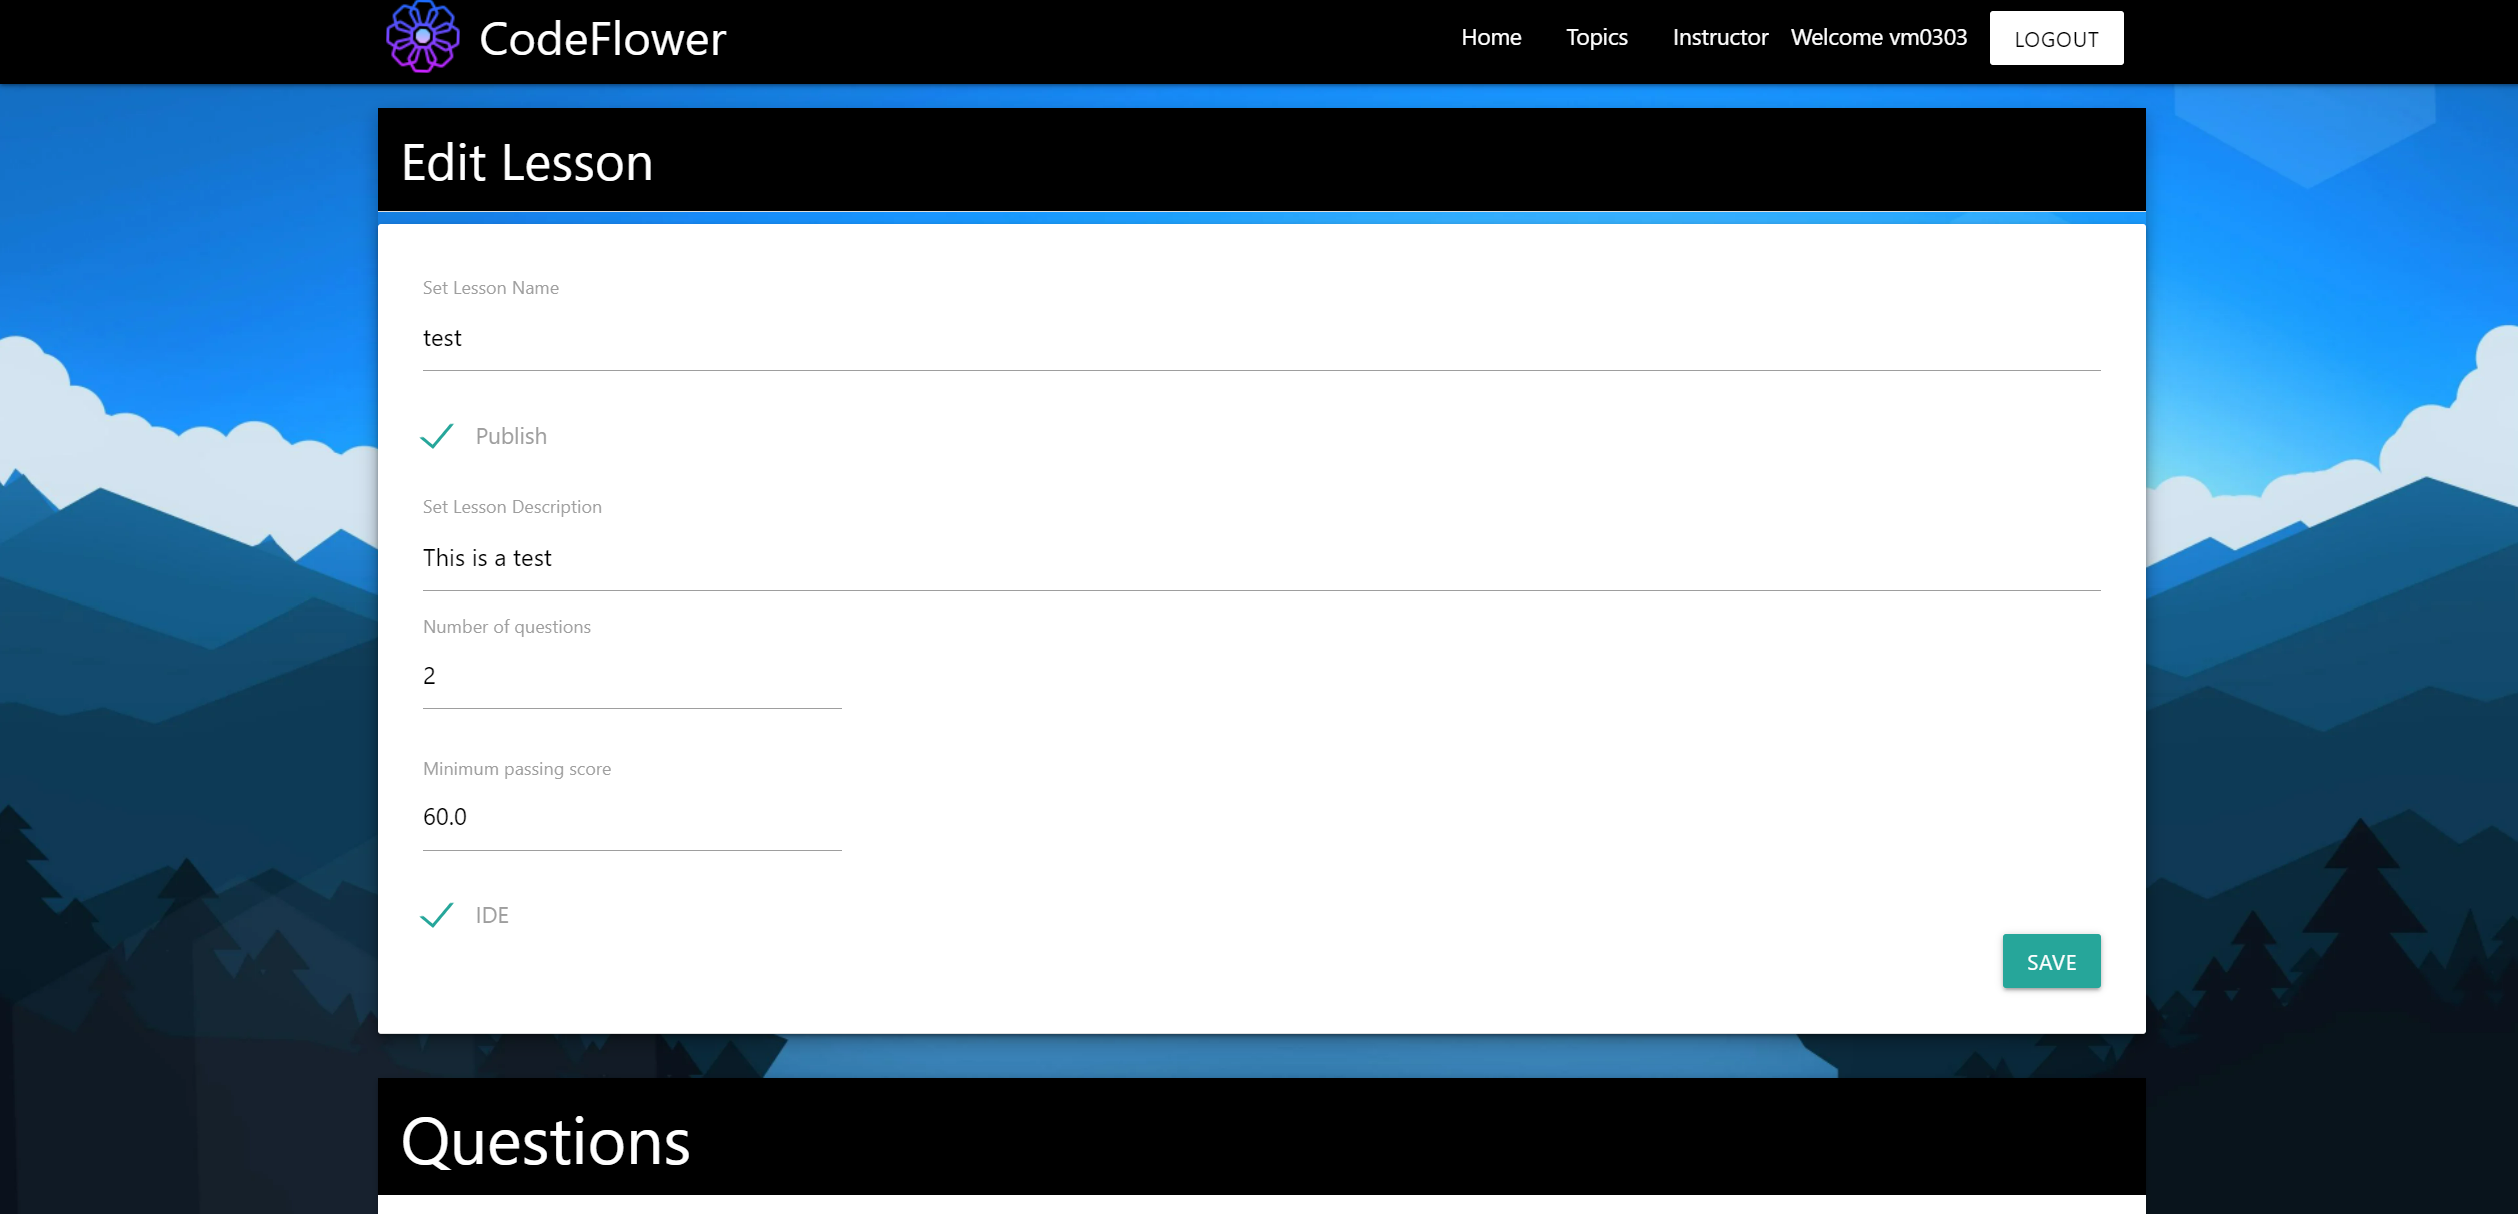 CodeFlower
Home Topics Instructor Welcome vm0303 LOGOUT
Edit Lesson
Set Lesson Name
test
Publish
Set Lesson Description
This is a test
Number of questions
2
Minimum passing score
60.0
IDE
SAVE
Questions